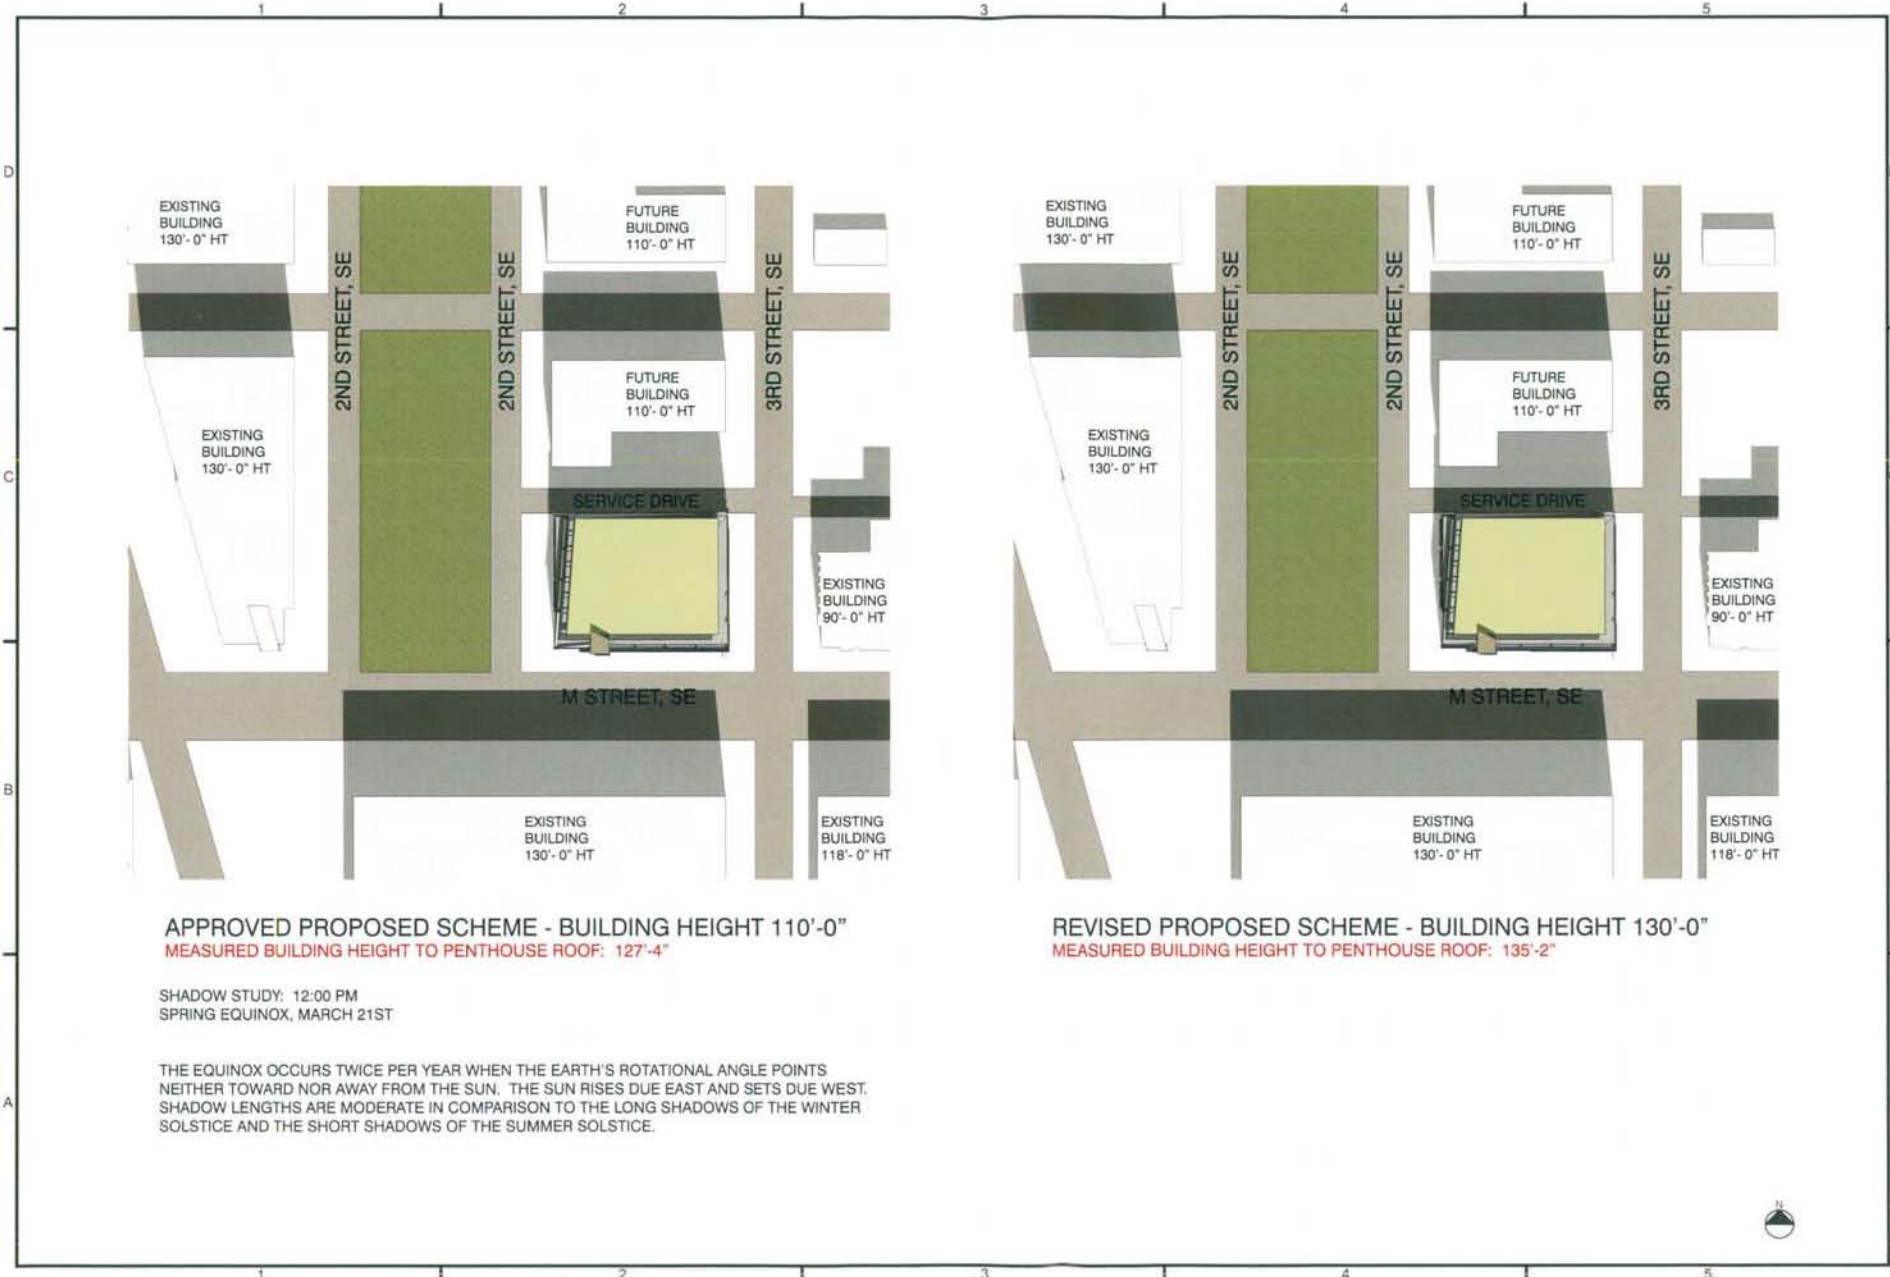 1 2 3 4 5
D
EXISTING
BUILDING
130'- 0" HT
FUTURE
BUILDING
110'- 0" HT
2ND STREET, SE
2ND STREET, SE
3RD STREET, SE
FUTURE
BUILDING
110'- 0" HT
EXISTING
BUILDING
130'- 0" HT
SERVICE DRIVE
EXISTING
BUILDING
90'- 0" HT
M STREET, SE
EXISTING
BUILDING
130'- 0" HT
EXISTING
BUILDING
118'- 0" HT
EXISTING
BUILDING
130'- 0" HT
FUTURE
BUILDING
110'- 0" HT
2ND STREET, SE
2ND STREET, SE
3RD STREET, SE
FUTURE
BUILDING
110'- 0" HT
EXISTING
BUILDING
130'- 0" HT
SERVICE DRIVE
EXISTING
BUILDING
90'- 0" HT
M STREET, SE
EXISTING
BUILDING
130'- 0" HT
EXISTING
BUILDING
118'- 0" HT
C
B
APPROVED PROPOSED SCHEME - BUILDING HEIGHT 110'-0"
MEASURED BUILDING HEIGHT TO PENTHOUSE ROOF: 127'-4"
REVISED PROPOSED SCHEME - BUILDING HEIGHT 130'-0"
MEASURED BUILDING HEIGHT TO PENTHOUSE ROOF: 135'-2"
SHADOW STUDY: 12:00 PM
SPRING EQUINOX, MARCH 21ST
THE EQUINOX OCCURS TWICE PER YEAR WHEN THE EARTH'S ROTATIONAL ANGLE POINTS
NEITHER TOWARD NOR AWAY FROM THE SUN. THE SUN RISES DUE EAST AND SETS DUE WEST.
SHADOW LENGTHS ARE MODERATE IN COMPARISON TO THE LONG SHADOWS OF THE WINTER
SOLSTICE AND THE SHORT SHADOWS OF THE SUMMER SOLSTICE.
A
N
1 2 3 4 5